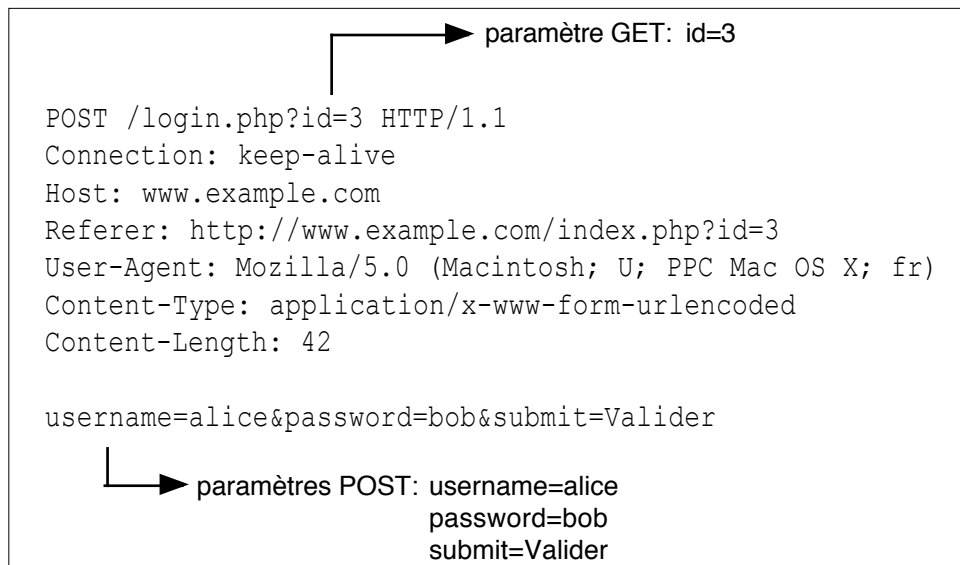 paramètre GET: id=3
POST /login.php?id=3 HTTP/1.1
Connection: keep-alive
Host: www.example.com
Referer: http://www.example.com/index.php?id=3
User-Agent: Mozilla/5.0 (Macintosh; U; PPC Mac OS X; fr)
Content-Type: application/x-www-form-urlencoded
Content-Length: 42
username=alice&password=bob&submit=Valider
paramètres POST: username=alice
password=bob
submit=Valider